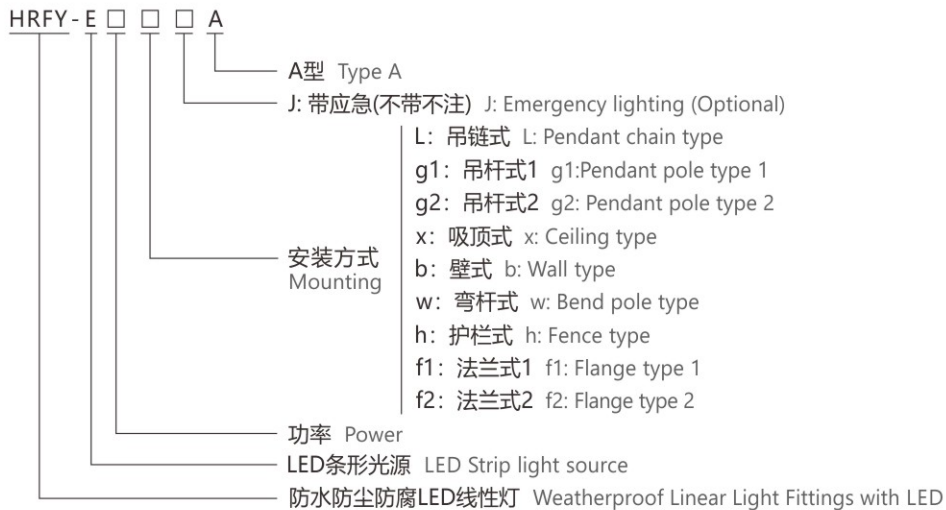 HRFY-E□ □ □ A
A型 Type A
J: 带应急(不带不注) J: Emergency lighting (Optional)
L: 吊链式 L: Pendant chain type
g1: 吊杆式1 g1:Pendant pole type 1
g2: 吊杆式2 g2: Pendant pole type 2
x: 吸顶式 x: Ceiling type
安装方式
Mounting
b: 壁式 b: Wall type
w: 弯杆式 w: Bend pole type
h: 护栏式 h: Fence type
f1: 法兰式1 f1: Flange type 1
f2: 法兰式2 f2: Flange type 2
功率 Power
LED条形光源 LED Strip light source
防水防尘防腐LED线性灯 Weatherproof Linear Light Fittings with LED